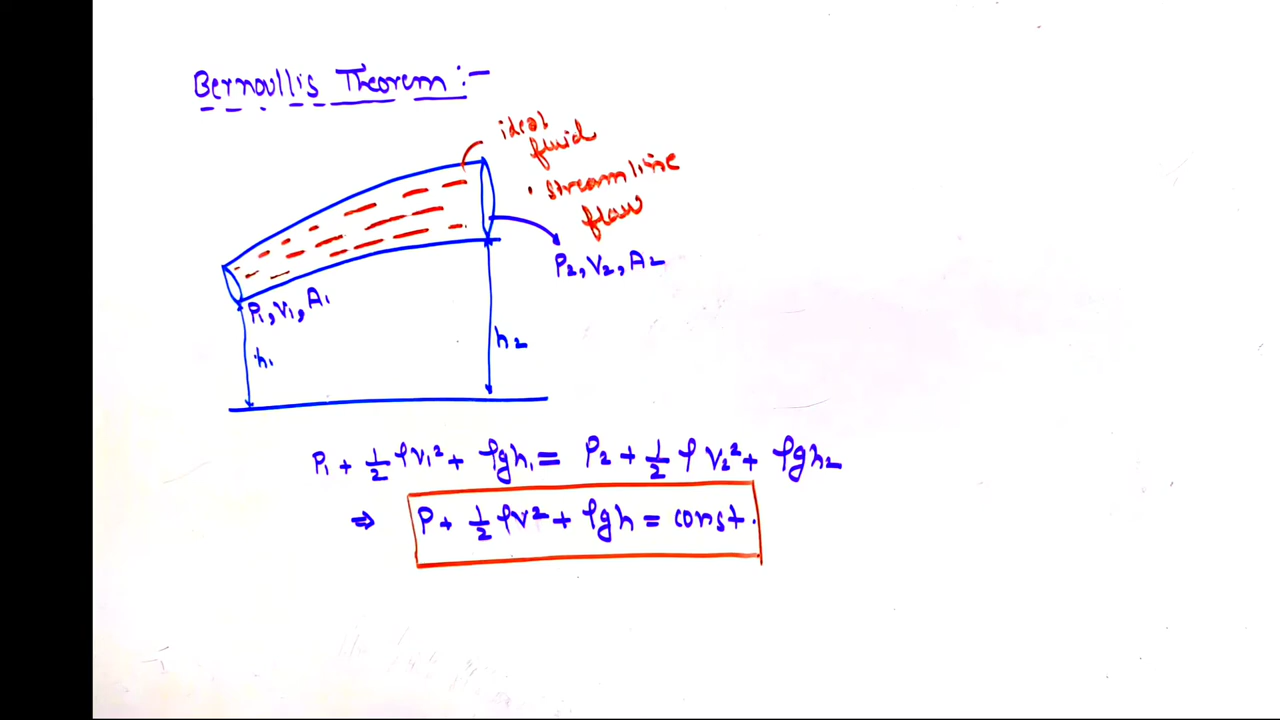 Bernoullis Theorem :-
ideal
fluid
• streamline
flow
P₂, V₂, A₂
P₁, V₁, A₁
h₁
h₂
P₁ + 1/2 ρv₁² + ρgh₁ = P₂ + 1/2 ρv₂² + ρgh₂
⇒ P + 1/2 ρv² + ρgh = const.